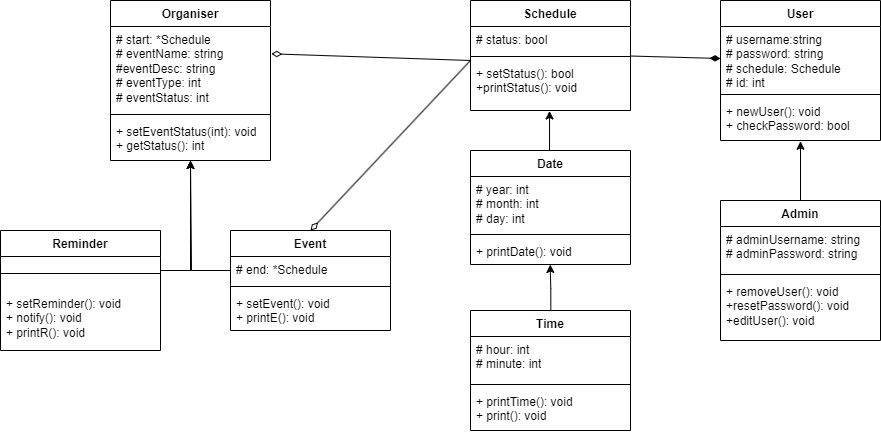 Organiser
# start: *Schedule
# eventName: string
#eventDesc: string
# eventType: int
# eventStatus: int
+ setEventStatus(int): void
+ getStatus(): int
Schedule
# status: bool
+ setStatus(): bool
+printStatus(): void
User
# username:string
# password: string
# schedule: Schedule
# id: int
+ newUser(): void
+ checkPassword: bool
Date
# year: int
# month: int
# day: int
+ printDate(): void
Admin
# adminUsername: string
# adminPassword: string
+ removeUser(): void
+resetPassword(): void
+editUser(): void
Reminder
+ setReminder(): void
+ notify(): void
+ printR(): void
Event
# end: *Schedule
+ setEvent(): void
+ printE(): void
Time
# hour: int
# minute: int
+ printTime(): void
+ print(): void